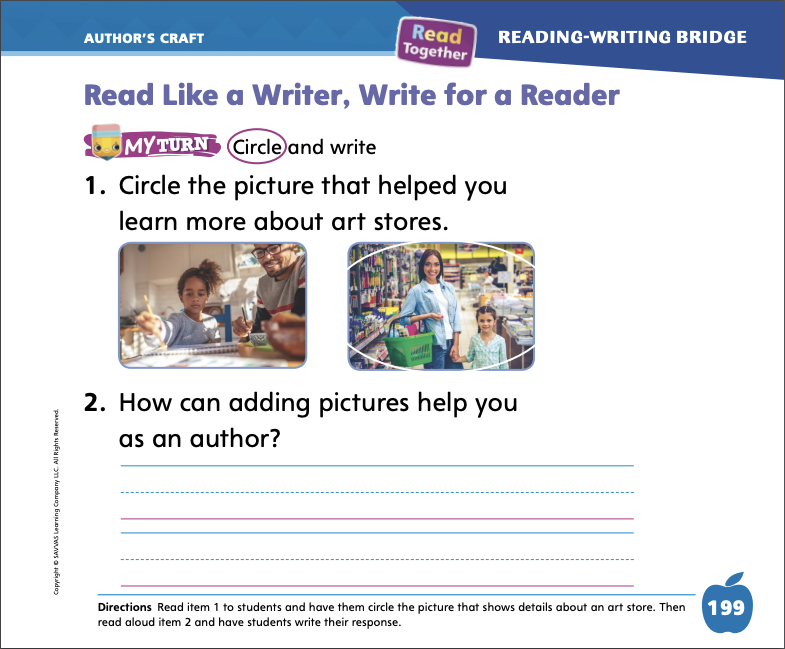 AUTHOR'S CRAFT
Read
Together
READING-WRITING BRIDGE
Read Like a Writer, Write for a Reader
MY TURN Circle and write
1. Circle the picture that helped you
learn more about art stores.
2. How can adding pictures help you
as an author?
Copyright © SAVVAS Learning Company LLC. All Rights Reserved.
Directions Read item 1 to students and have them circle the picture that shows details about an art store. Then
read aloud item 2 and have students write their response.
199